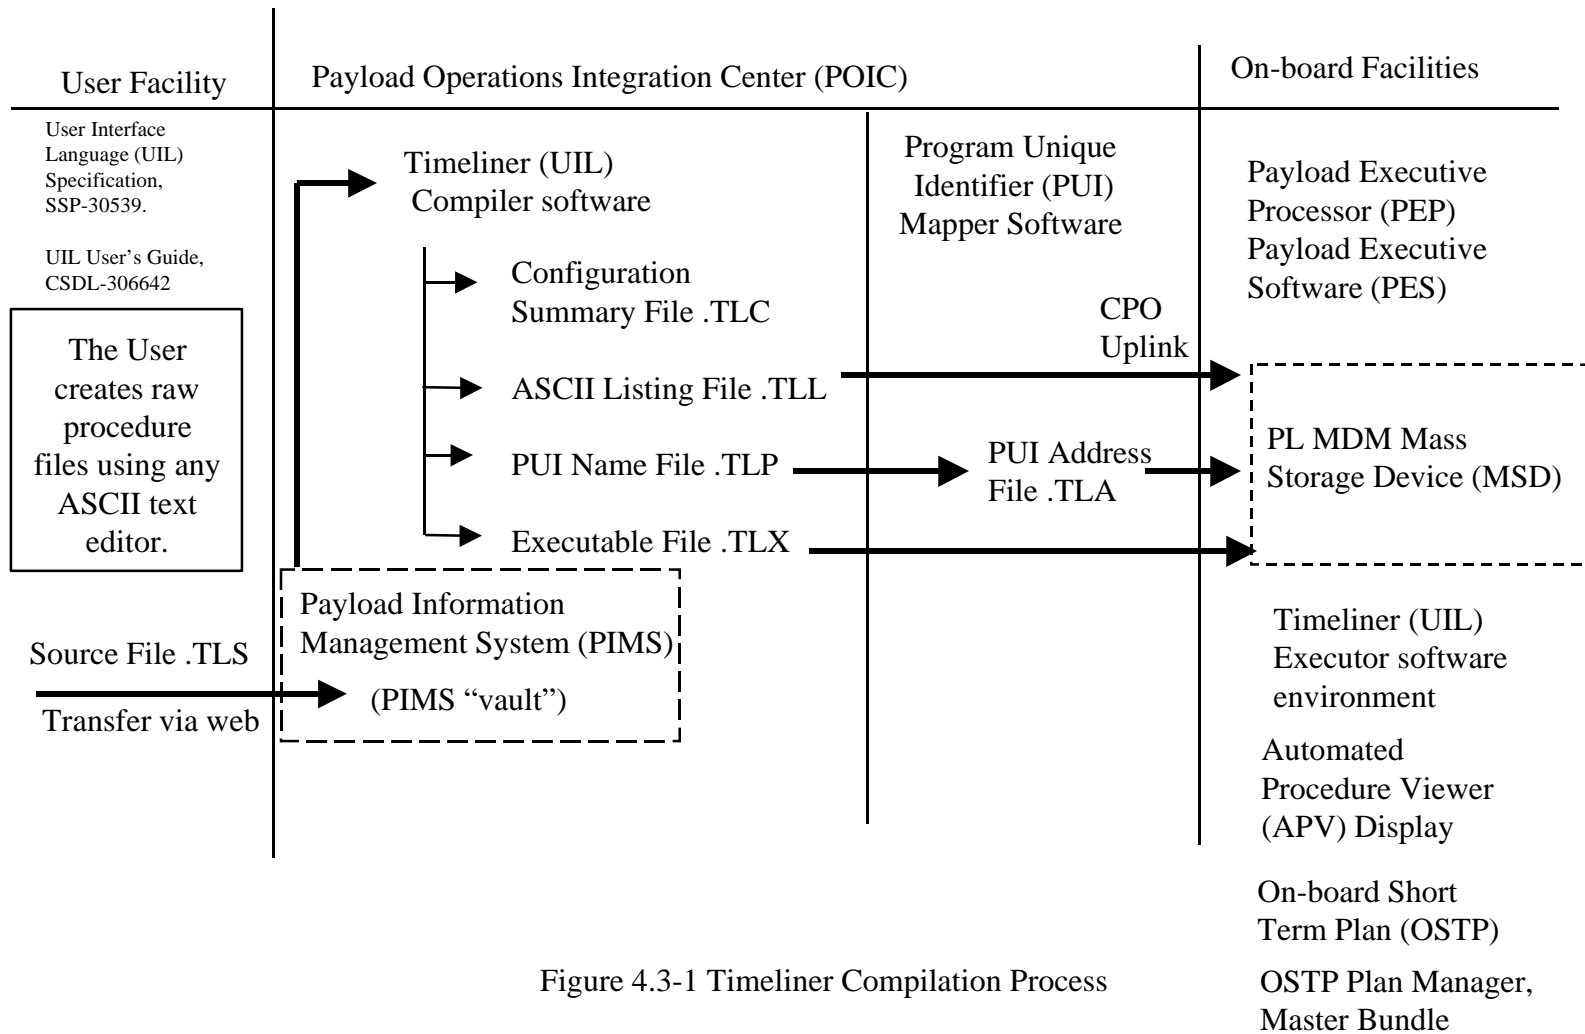 User Facility
Payload Operations Integration Center (POIC)
On-board Facilities
User Interface
Language (UIL)
Specification,
SSP-30539.
UIL User's Guide,
CSDL-306642
The User
creates raw
procedure
files using any
ASCII text
editor.
Source File .TLS
Transfer via web
Timeliner (UIL)
Compiler software
Configuration
Summary File .TLC
ASCII Listing File .TLL
PUI Name File .TLP
Executable File .TLX
Payload Information
Management System (PIMS)
(PIMS “vault”)
Program Unique
Identifier (PUI)
Mapper Software
CPO
Uplink
PUI Address
File .TLA
Payload Executive
Processor (PEP)
Payload Executive
Software (PES)
PL MDM Mass
Storage Device (MSD)
Timeliner (UIL)
Executor software
environment
Automated
Procedure Viewer
(APV) Display
On-board Short
Term Plan (OSTP)
OSTP Plan Manager,
Master Bundle
Figure 4.3-1 Timeliner Compilation Process